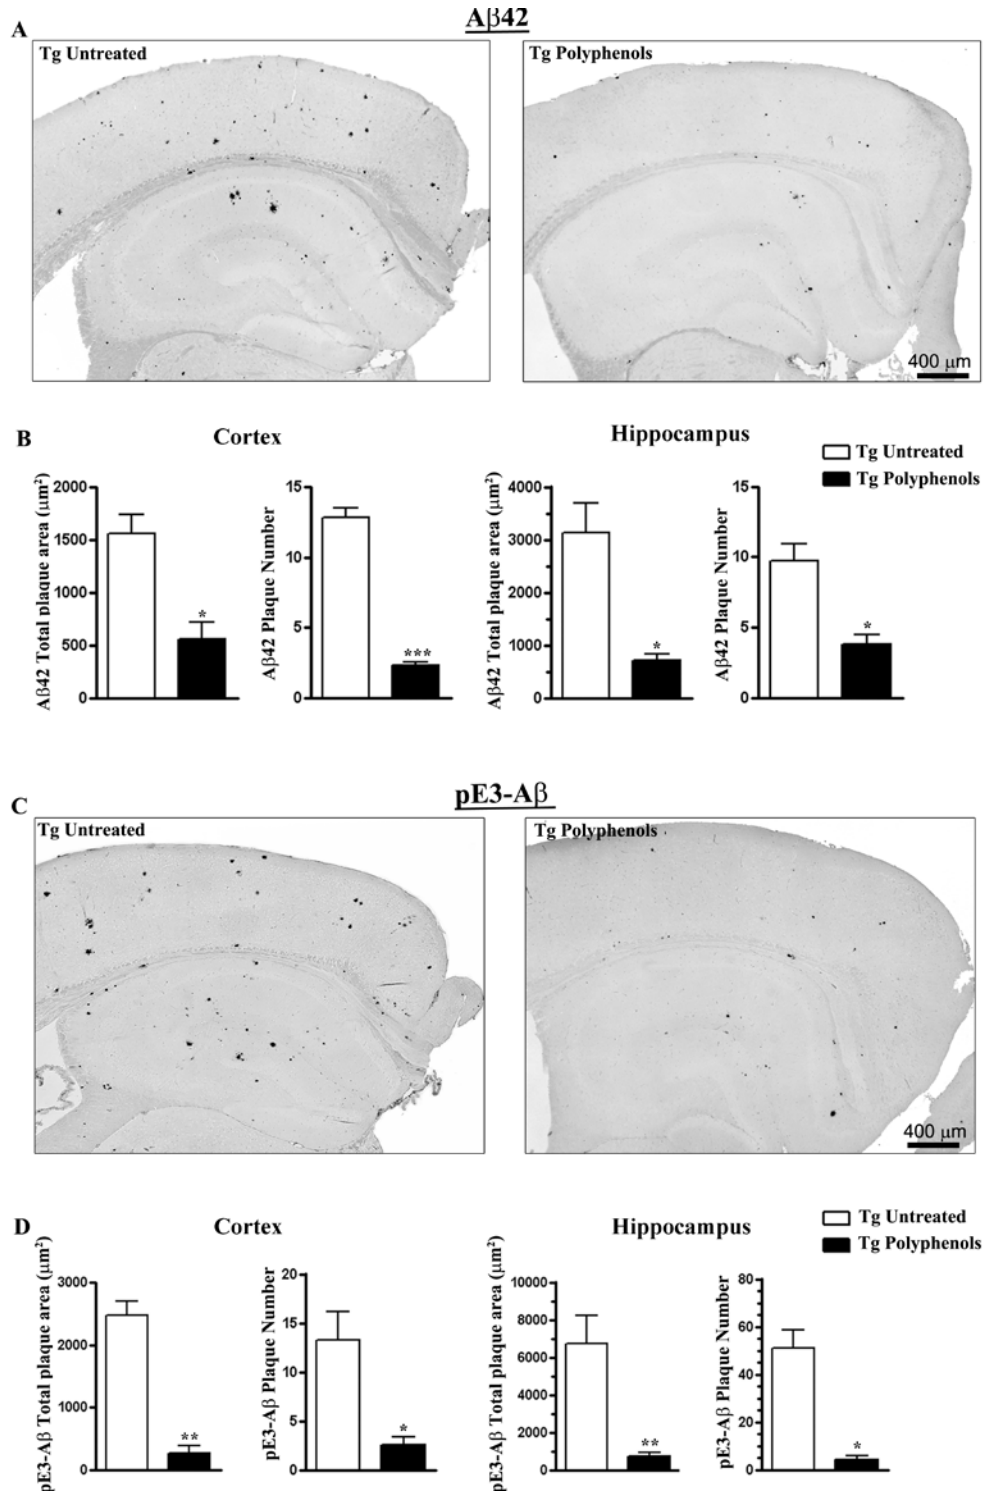 Aβ42
A
Tg Untreated
Tg Polyphenols
400 μm
B
Cortex
Hippocampus
Tg Untreated
Tg Polyphenols
Aβ42 Total plaque area (μm²)
2000
1500
1000
500
0
*
Aβ42 Plaque Number
15
10
5
0
***
Aβ42 Total plaque area (μm²)
4000
3000
2000
1000
0
*
Aβ42 Plaque Number
15
10
5
0
*
pE3-Aβ
C
Tg Untreated
Tg Polyphenols
400 μm
D
Cortex
Hippocampus
Tg Untreated
Tg Polyphenols
pE3-Aβ Total plaque area (μm²)
3000
2000
1000
0
**
pE3-Aβ Plaque Number
20
15
10
5
0
*
pE3-Aβ Total plaque area (μm²)
10000
8000
6000
4000
2000
0
**
pE3-Aβ Plaque Number
80
60
40
20
0
*